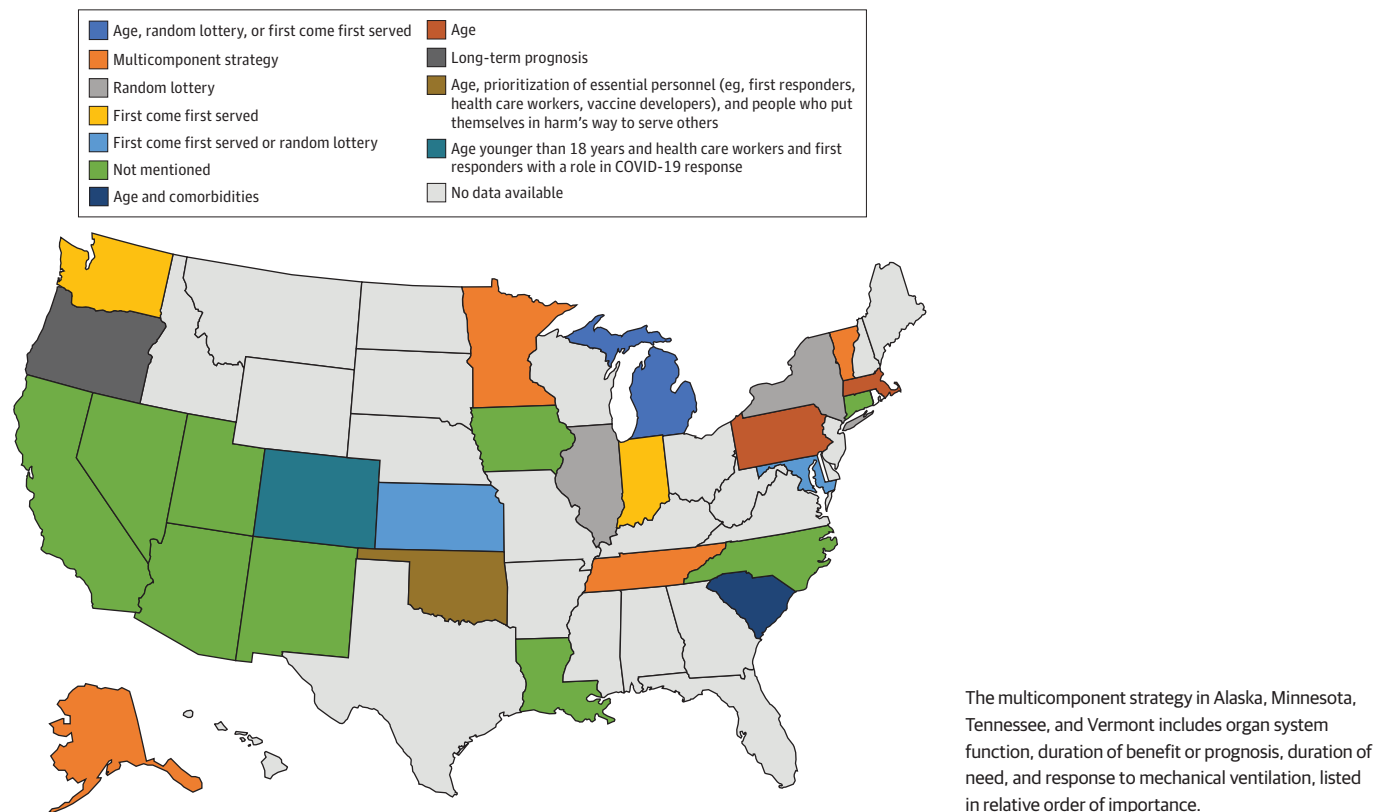 Age, random lottery, or first come first served
Multicomponent strategy
Random lottery
First come first served
First come first served or random lottery
Not mentioned
Age and comorbidities
Age
Long-term prognosis
Age, prioritization of essential personnel (eg, first responders,
health care workers, vaccine developers), and people who put
themselves in harm's way to serve others
Age younger than 18 years and health care workers and first
responders with a role in COVID-19 response
No data available
The multicomponent strategy in Alaska, Minnesota,
Tennessee, and Vermont includes organ system
function, duration of benefit or prognosis, duration of
need, and response to mechanical ventilation, listed
in relative order of importance.